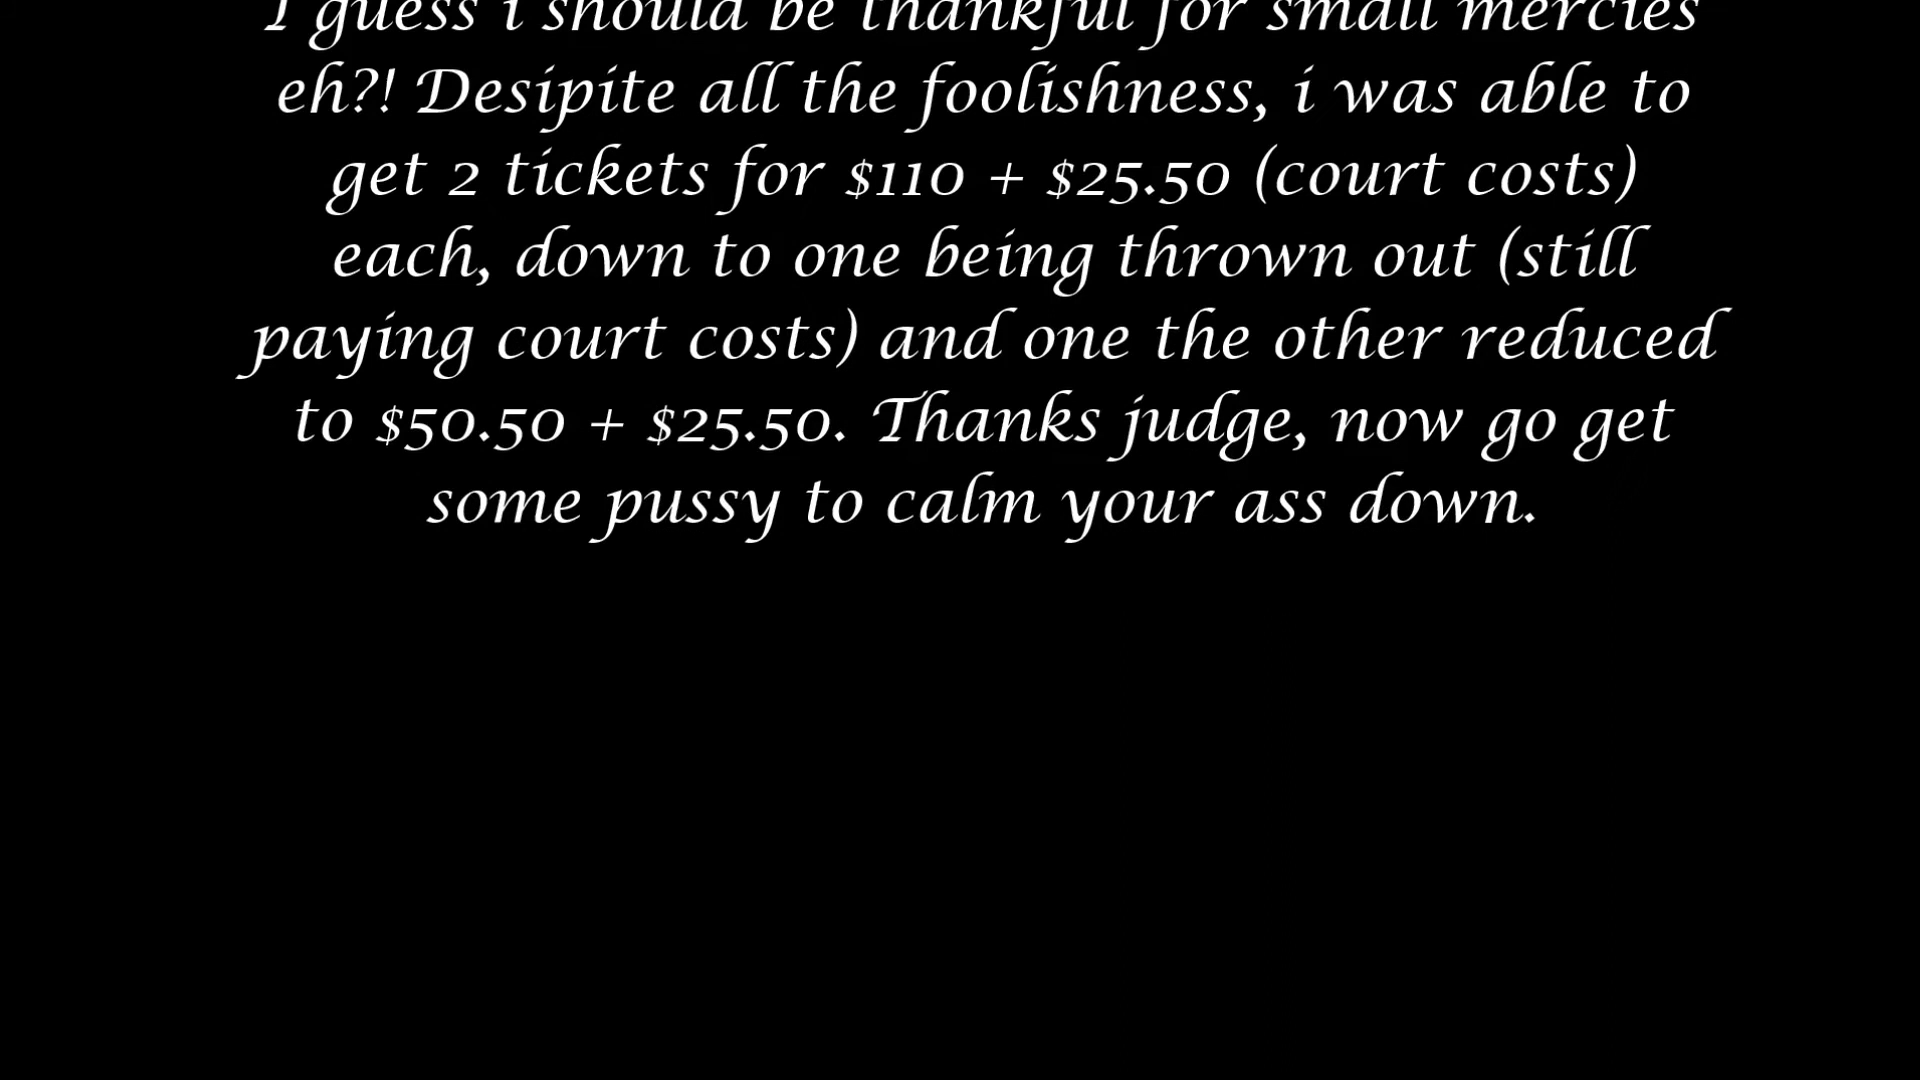 I guess i should be thankful for small mercies
eh?! Desipite all the foolishness, i was able to
get 2 tickets for $110 + $25.50 (court costs)
each, down to one being thrown out (still
paying court costs) and one the other reduced
to $50.50 + $25.50. Thanks judge, now go get
some pussy to calm your ass down.